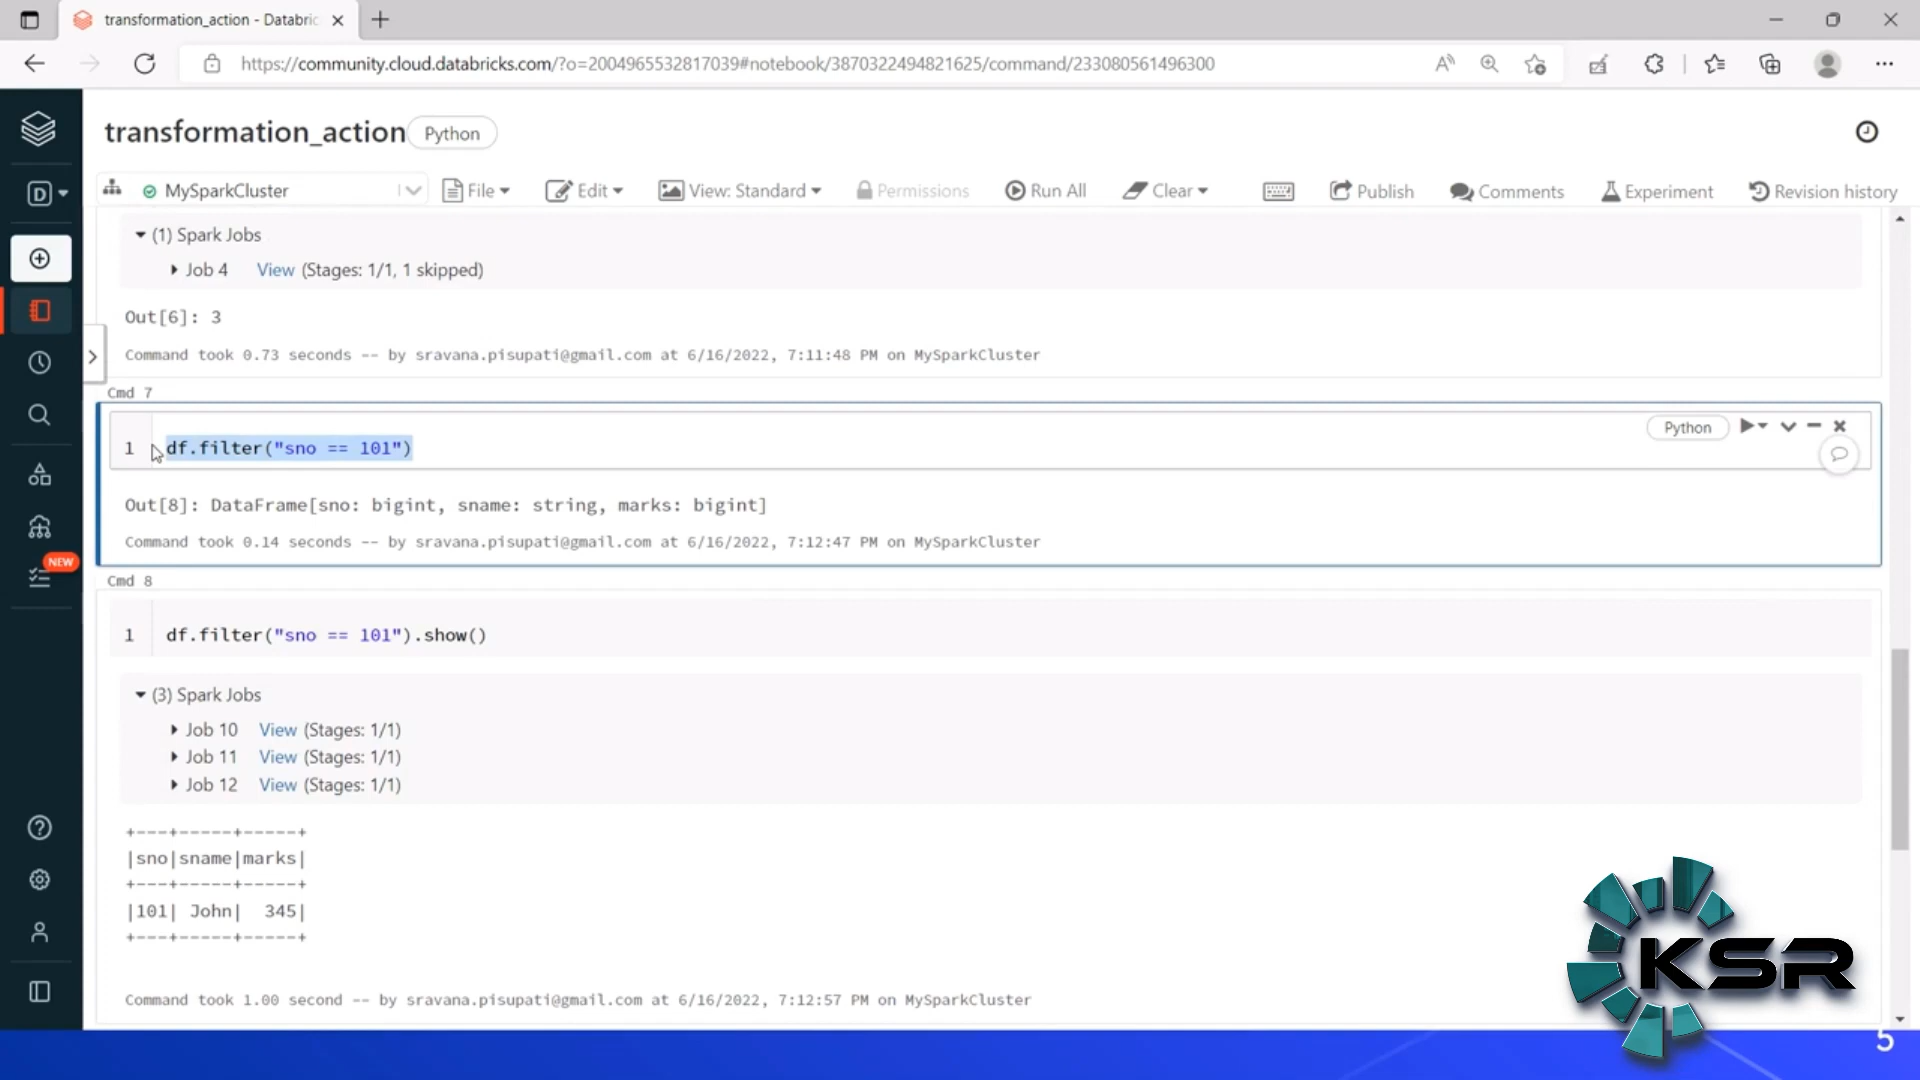 transformation_action - Databric
https://community.cloud.databricks.com/?o=2004965532817039#notebook/3870322494821625/command/233080561496300
transformation_action Python
D MySparkCluster File Edit View: Standard Permissions Run All Clear Publish Comments Experiment Revision history
(1) Spark Jobs
Job 4 View (Stages: 1/1, 1 skipped)
Out[6]: 3
Command took 0.73 seconds -- by sravana.pisupati@gmail.com at 6/16/2022, 7:11:48 PM on MySparkCluster
Cmd 7
Python
1 df.filter("sno == 101")
Out[8]: DataFrame[sno: bigint, sname: string, marks: bigint]
Command took 0.14 seconds -- by sravana.pisupati@gmail.com at 6/16/2022, 7:12:47 PM on MySparkCluster
NEW
Cmd 8
1 df.filter("sno == 101").show()
(3) Spark Jobs
Job 10 View (Stages: 1/1)
Job 11 View (Stages: 1/1)
Job 12 View (Stages: 1/1)
+---+-----+-----+
|sno|sname|marks|
+---+-----+-----+
|101| John|  345|
+---+-----+-----+
Command took 1.00 second -- by sravana.pisupati@gmail.com at 6/16/2022, 7:12:57 PM on MySparkCluster
KSR
5